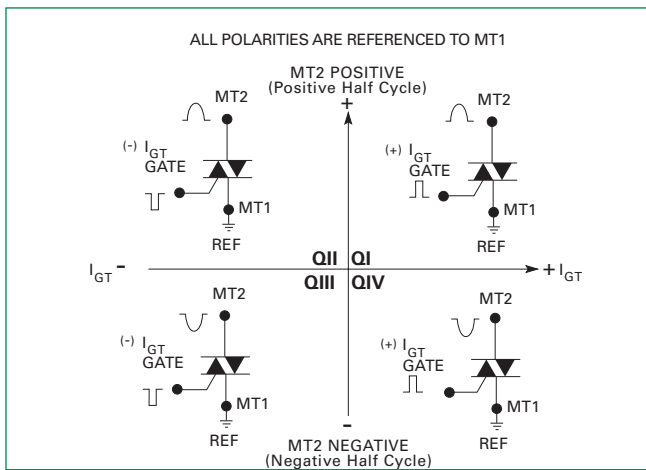 ALL POLARITIES ARE REFERENCED TO MT1
MT2 POSITIVE
(Positive Half Cycle)
+
MT2
(-) IGT
GATE
MT1
REF
MT2
(+) IGT
GATE
MT1
REF
IGT -
QII QI
+ IGT
QIII QIV
MT2
(-) IGT
GATE
MT1
REF
MT2
(+) IGT
GATE
MT1
REF
-
MT2 NEGATIVE
(Negative Half Cycle)